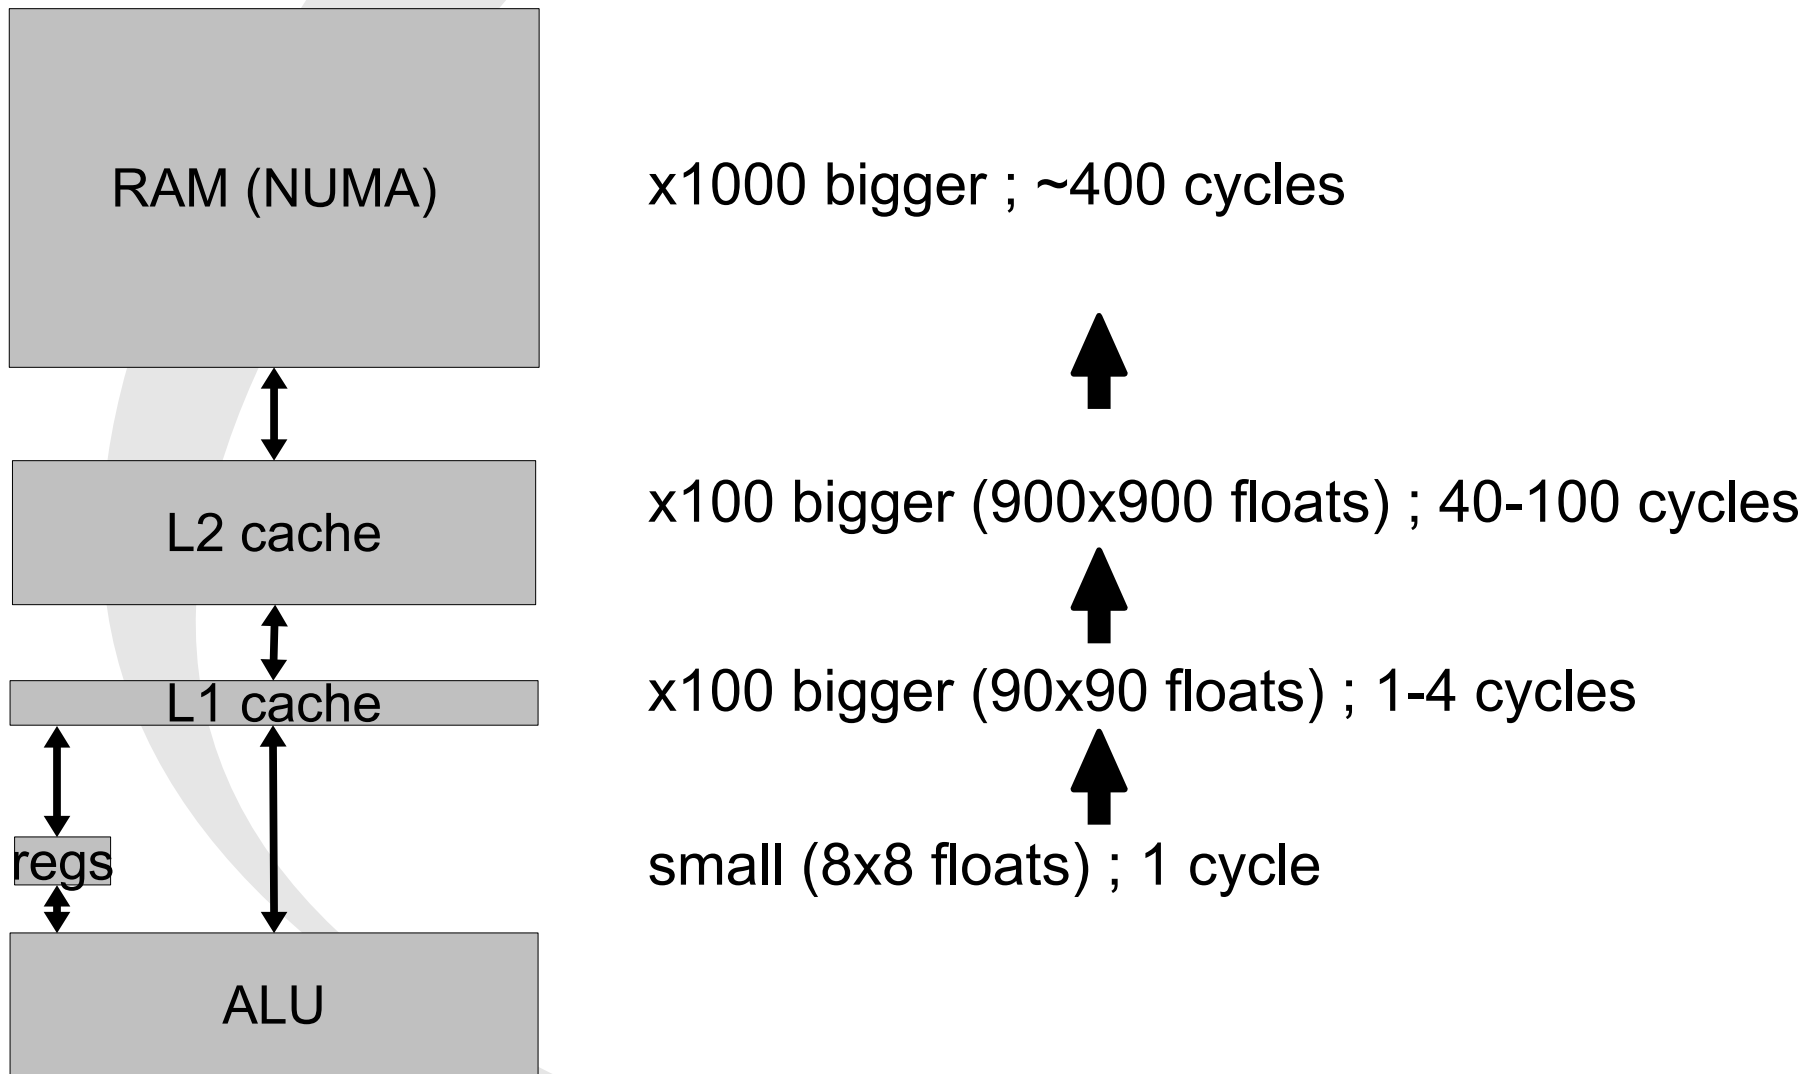 RAM (NUMA)
x1000 bigger ; ~400 cycles
L2 cache
x100 bigger (900x900 floats) ; 40-100 cycles
L1 cache
x100 bigger (90x90 floats) ; 1-4 cycles
regs
small (8x8 floats) ; 1 cycle
ALU